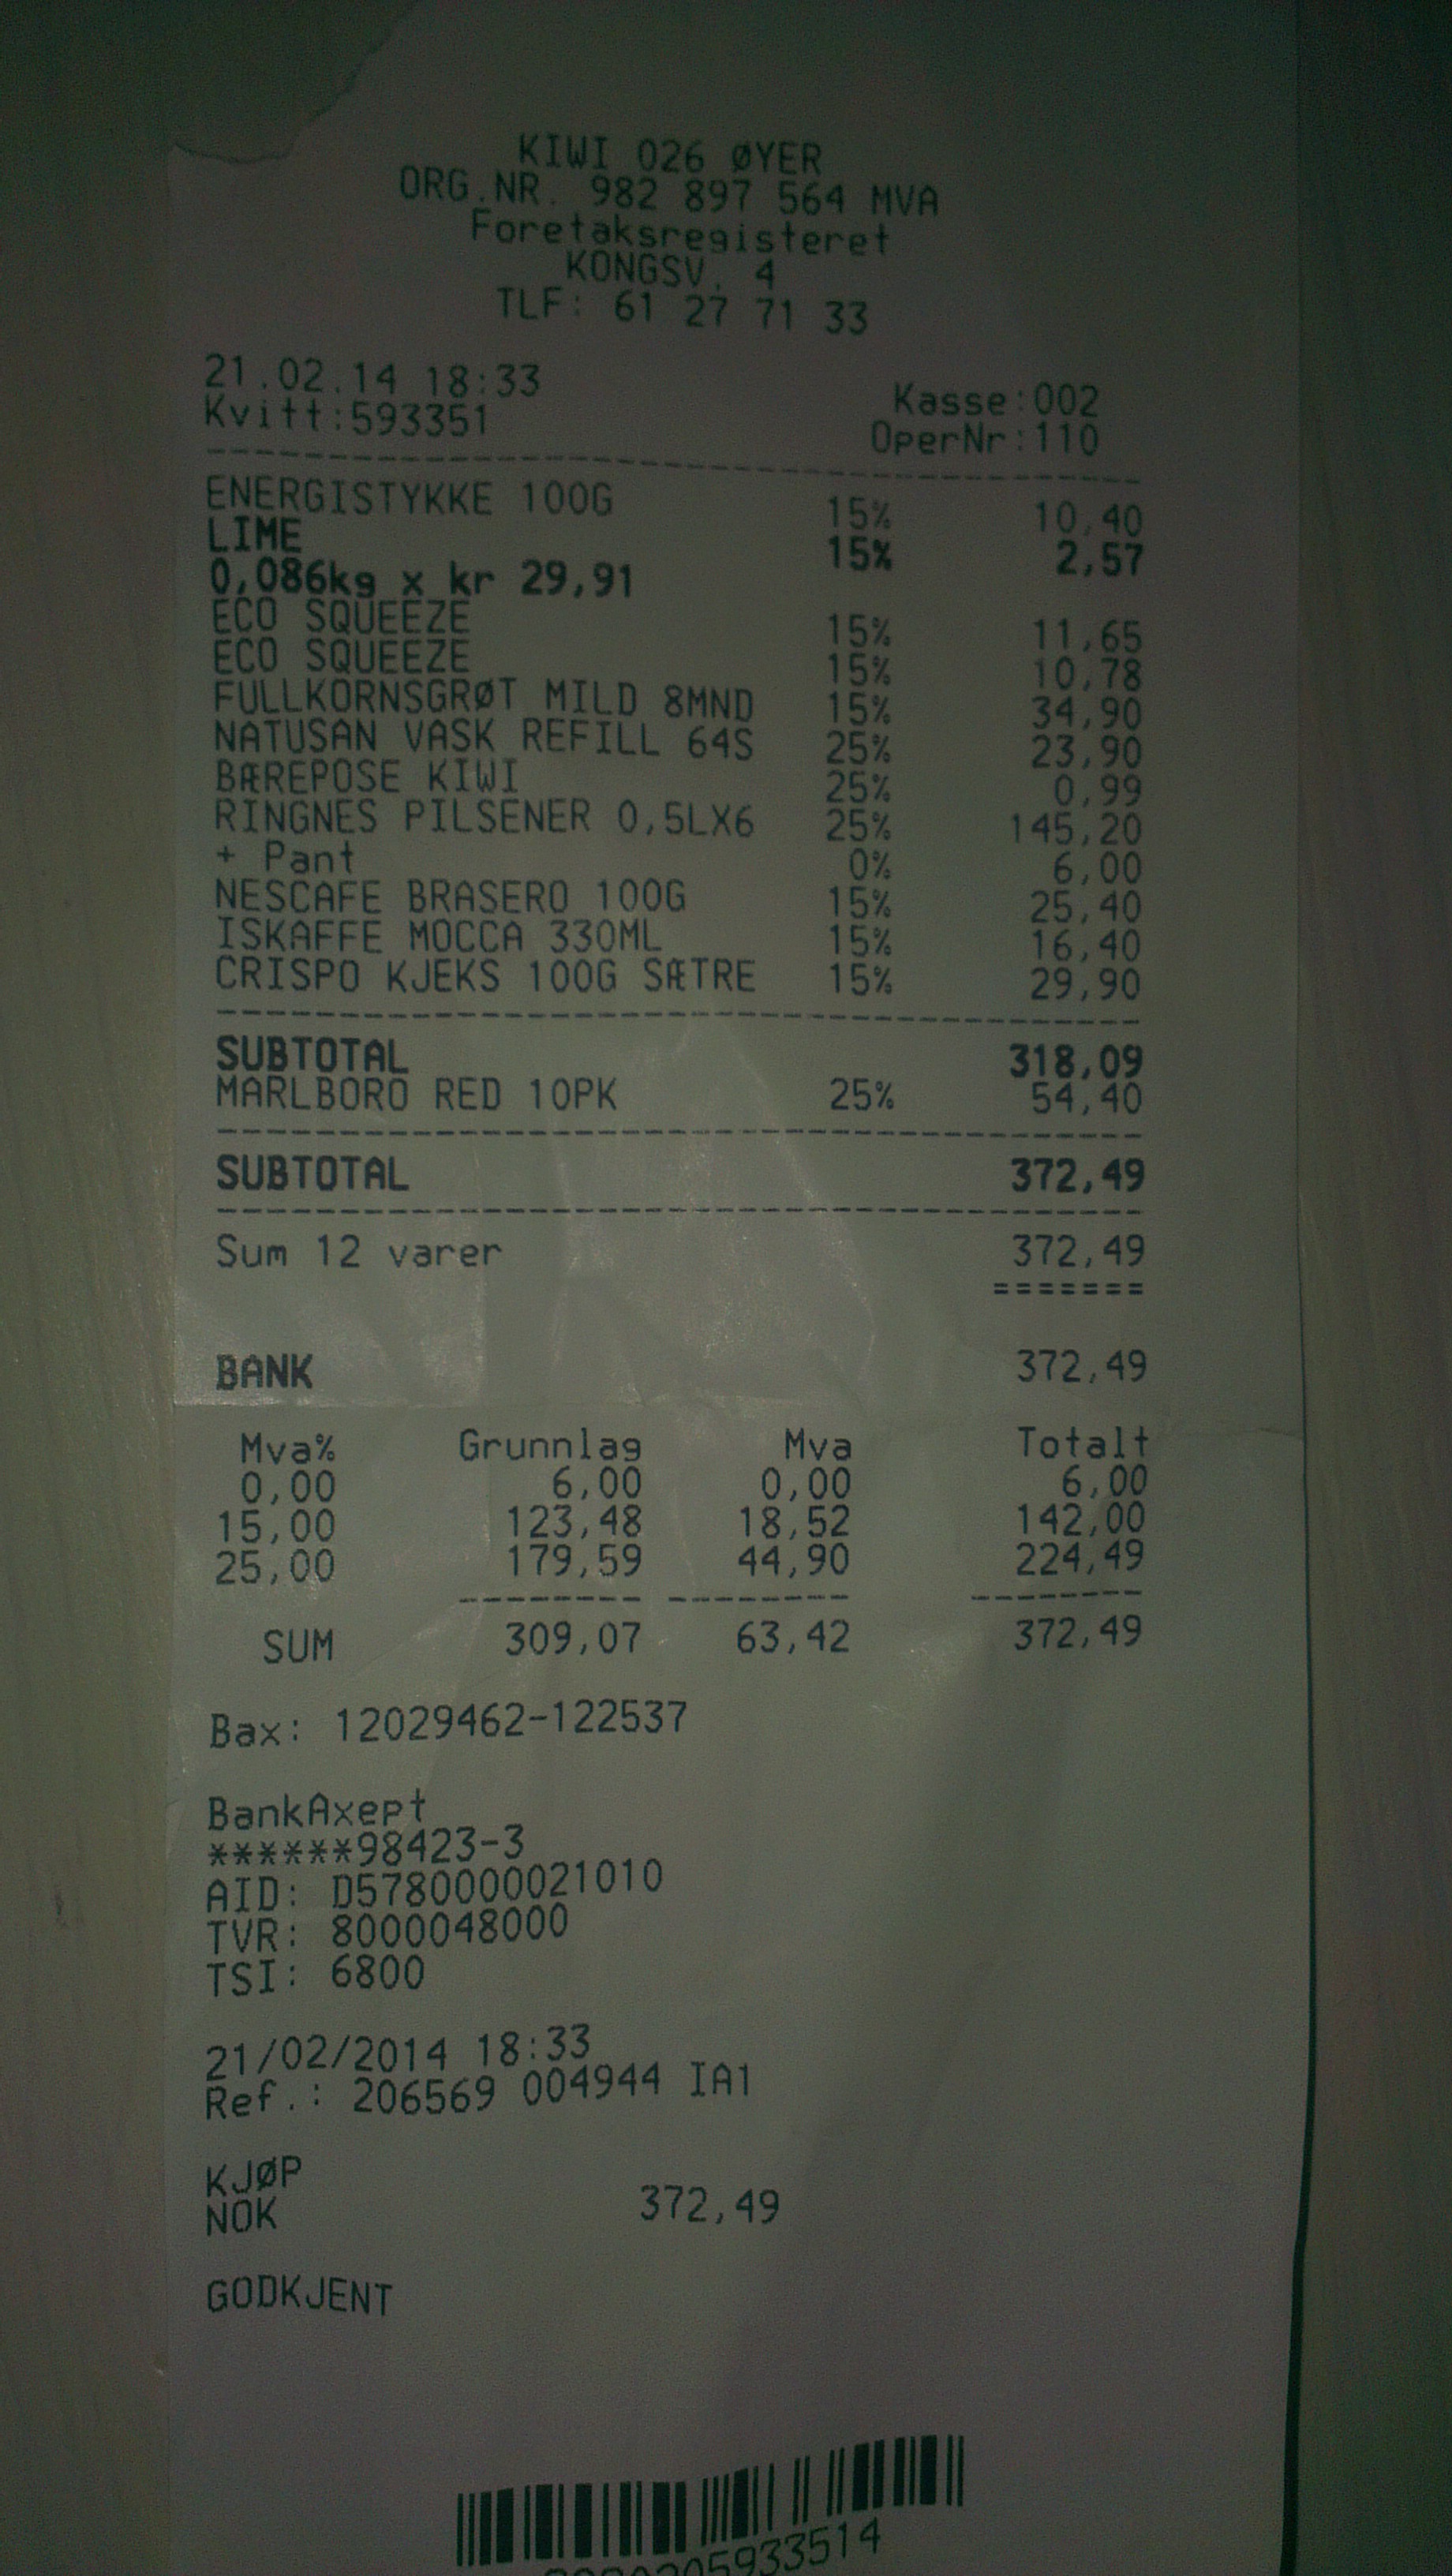 KIWI 026 ØYER
ORG.NR. 982 897 564 MVA
Foretaksregisteret
KONGSV. 4
TLF: 61 27 71 33
21.02.14 18:33 Kasse:002
Kvitt:593351 OperNr:110
ENERGISTYKKE 100G 15% 10,40
LIME 15% 2,57
0,086kg x kr 29,91
ECO SQUEEZE 15% 11,65
ECO SQUEEZE 15% 10,78
FULLKORNSGRØT MILD 8MND 15% 34,90
NATUSAN VASK REFILL 64S 25% 23,90
BÆREPOSE KIWI 25% 0,99
RINGNES PILSENER 0,5LX6 25% 145,20
+ Pant 0% 6,00
NESCAFE BRASERO 100G 15% 25,40
ISKAFFE MOCCA 330ML 15% 16,40
CRISPO KJEKS 100G SÆTRE 15% 29,90
SUBTOTAL 318,09
MARLBORO RED 10PK 25% 54,40
SUBTOTAL 372,49
Sum 12 varer 372,49
=======
BANK 372,49
Mva% Grunnlag Mva Totalt
0,00 6,00 0,00 6,00
15,00 123,48 18,52 142,00
25,00 179,59 44,90 224,49
SUM 309,07 63,42 372,49
Bax: 12029462-122537
BankAxept
******98423-3
AID: D5780000021010
TVR: 8000048000
TSI: 6800
21/02/2014 18:33
Ref.: 206569 004944 IA1
KJØP
NOK 372,49
GODKJENT